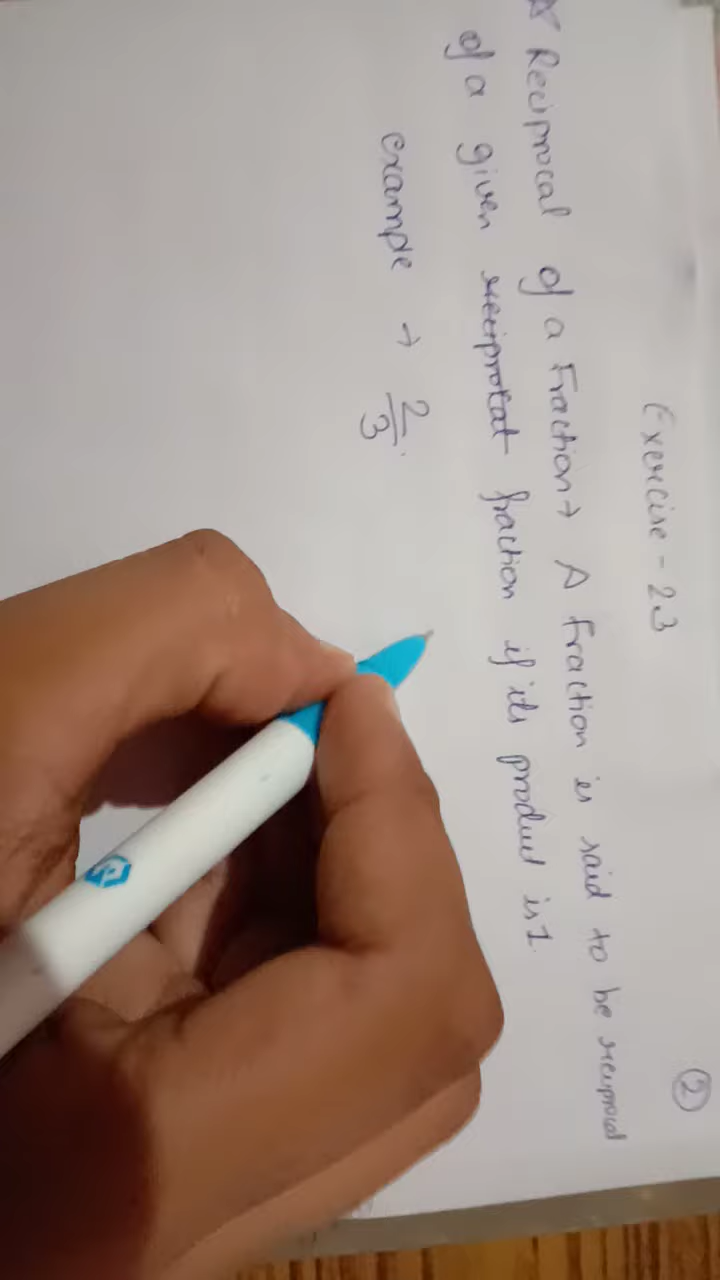 Exercise - 23
②
Reciprocal of a Fraction → A Fraction is said to be reciprocal
of a given reciprocal fraction if its product is 1.
example → 2/3